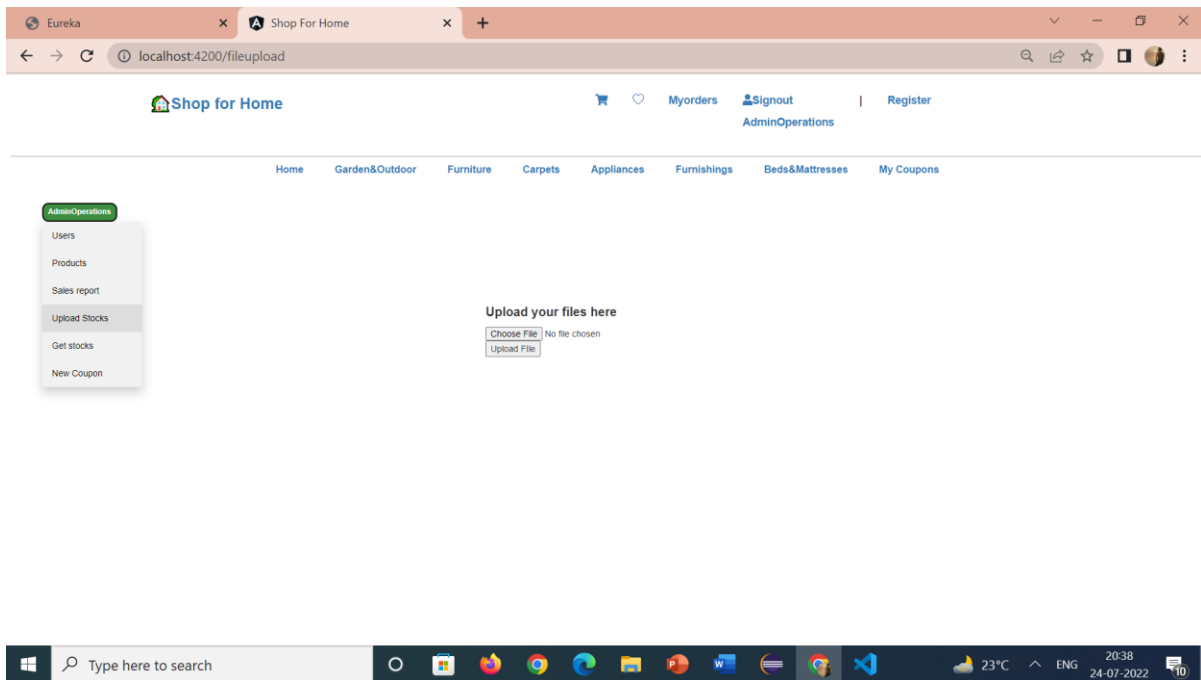 Eureka
Shop For Home
localhost:4200/fileupload
Shop for Home
Myorders
Signout
|
Register
AdminOperations
Home
Garden&Outdoor
Furniture
Carpets
Appliances
Furnishings
Beds&Mattresses
My Coupons
AdminOperations
Users
Products
Sales report
Upload Stocks
Get stocks
New Coupon
Upload your files here
Choose File No file chosen
Upload File
Type here to search
23°C
ENG
20:38
24-07-2022
10